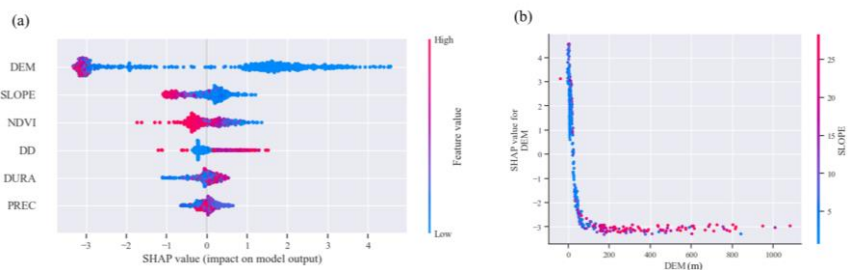 (a)
High
DEM
SLOPE
NDVI
DD
DURA
PREC
Feature value
Low
−3 −2 −1 0 1 2 3 4
SHAP value (impact on model output)
(b)
4
3
2
1
0
−1
−2
−3
SHAP value for
DEM
0 200 400 600 800 1000
DEM(m)
25
20
15
10
5
SLOPE